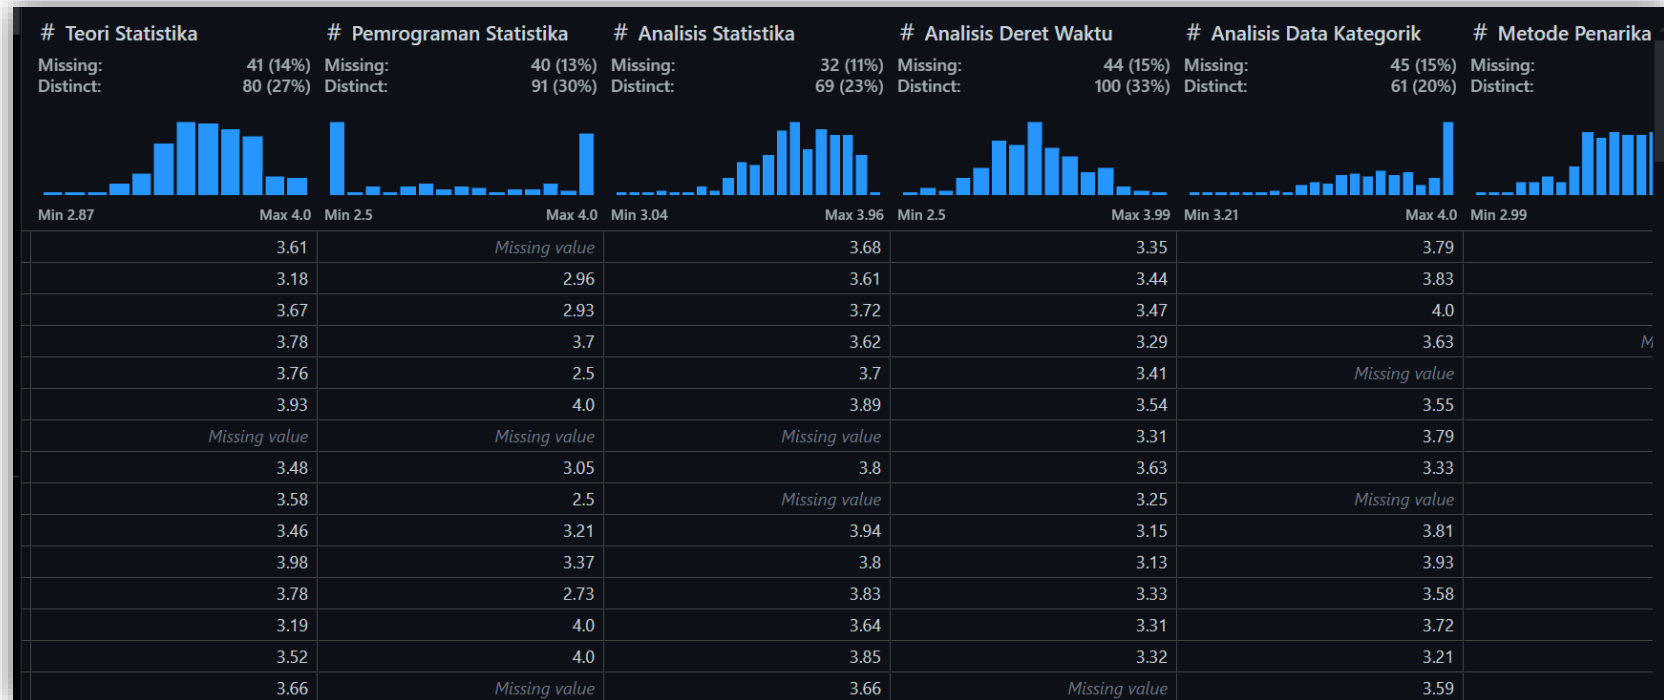 # Teori Statistika # Pemrograman Statistika # Analisis Statistika # Analisis Deret Waktu # Analisis Data Kategorik # Metode Penarika
Missing: 41 (14%) Missing: 40 (13%) Missing: 32 (11%) Missing: 44 (15%) Missing: 45 (15%) Missing:
Distinct: 80 (27%) Distinct: 91 (30%) Distinct: 69 (23%) Distinct: 100 (33%) Distinct: 61 (20%) Distinct:
Min 2.87 Max 4.0 Min 2.5 Max 4.0 Min 3.04 Max 3.96 Min 2.5 Max 3.99 Min 3.21 Max 4.0 Min 2.99
3.61 Missing value 3.68 3.35 3.79
3.18 2.96 3.61 3.44 3.83
3.67 2.93 3.72 3.47 4.0
3.78 3.7 3.62 3.29 3.63 M
3.76 2.5 3.7 3.41 Missing value
3.93 4.0 3.89 3.54 3.55
Missing value Missing value Missing value 3.31 3.79
3.48 3.05 3.8 3.63 3.33
3.58 2.5 Missing value 3.25 Missing value
3.46 3.21 3.94 3.15 3.81
3.98 3.37 3.8 3.13 3.93
3.78 2.73 3.83 3.33 3.58
3.19 4.0 3.64 3.31 3.72
3.52 4.0 3.85 3.32 3.21
3.66 Missing value 3.66 Missing value 3.59